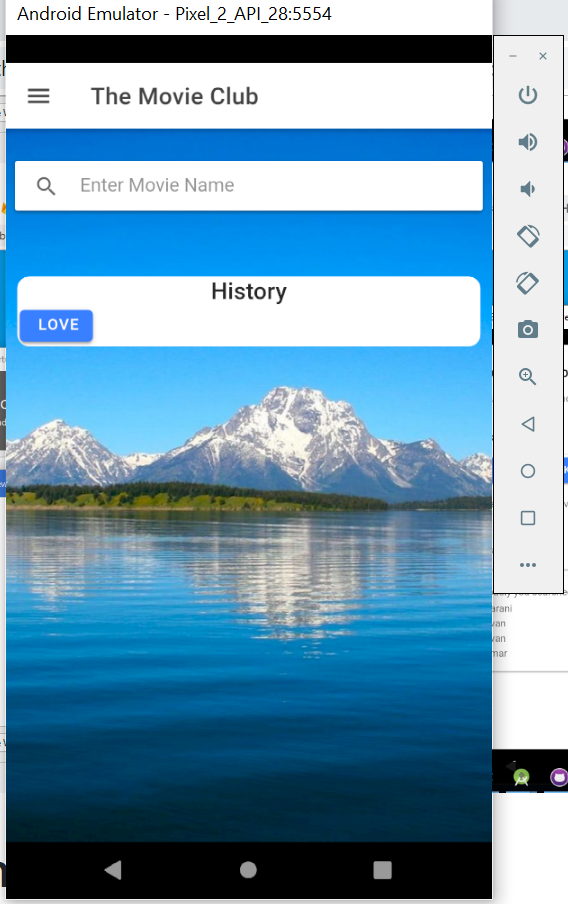 Android Emulator - Pixel_2_API_28:5554
The Movie Club
Enter Movie Name
History
LOVE
arani
van
van
mar